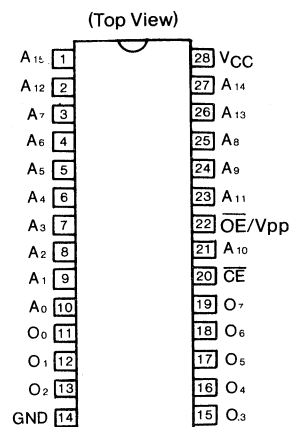 (Top View)
A15 1 28 VCC
A12 2 27 A14
A7 3 26 A13
A6 4 25 A8
A5 5 24 A9
A4 6 23 A11
A3 7 22 O̅E̅/Vpp
A2 8 21 A10
A1 9 20 C̅E̅
A0 10 19 O7
O0 11 18 O6
O1 12 17 O5
O2 13 16 O4
GND 14 15 O3